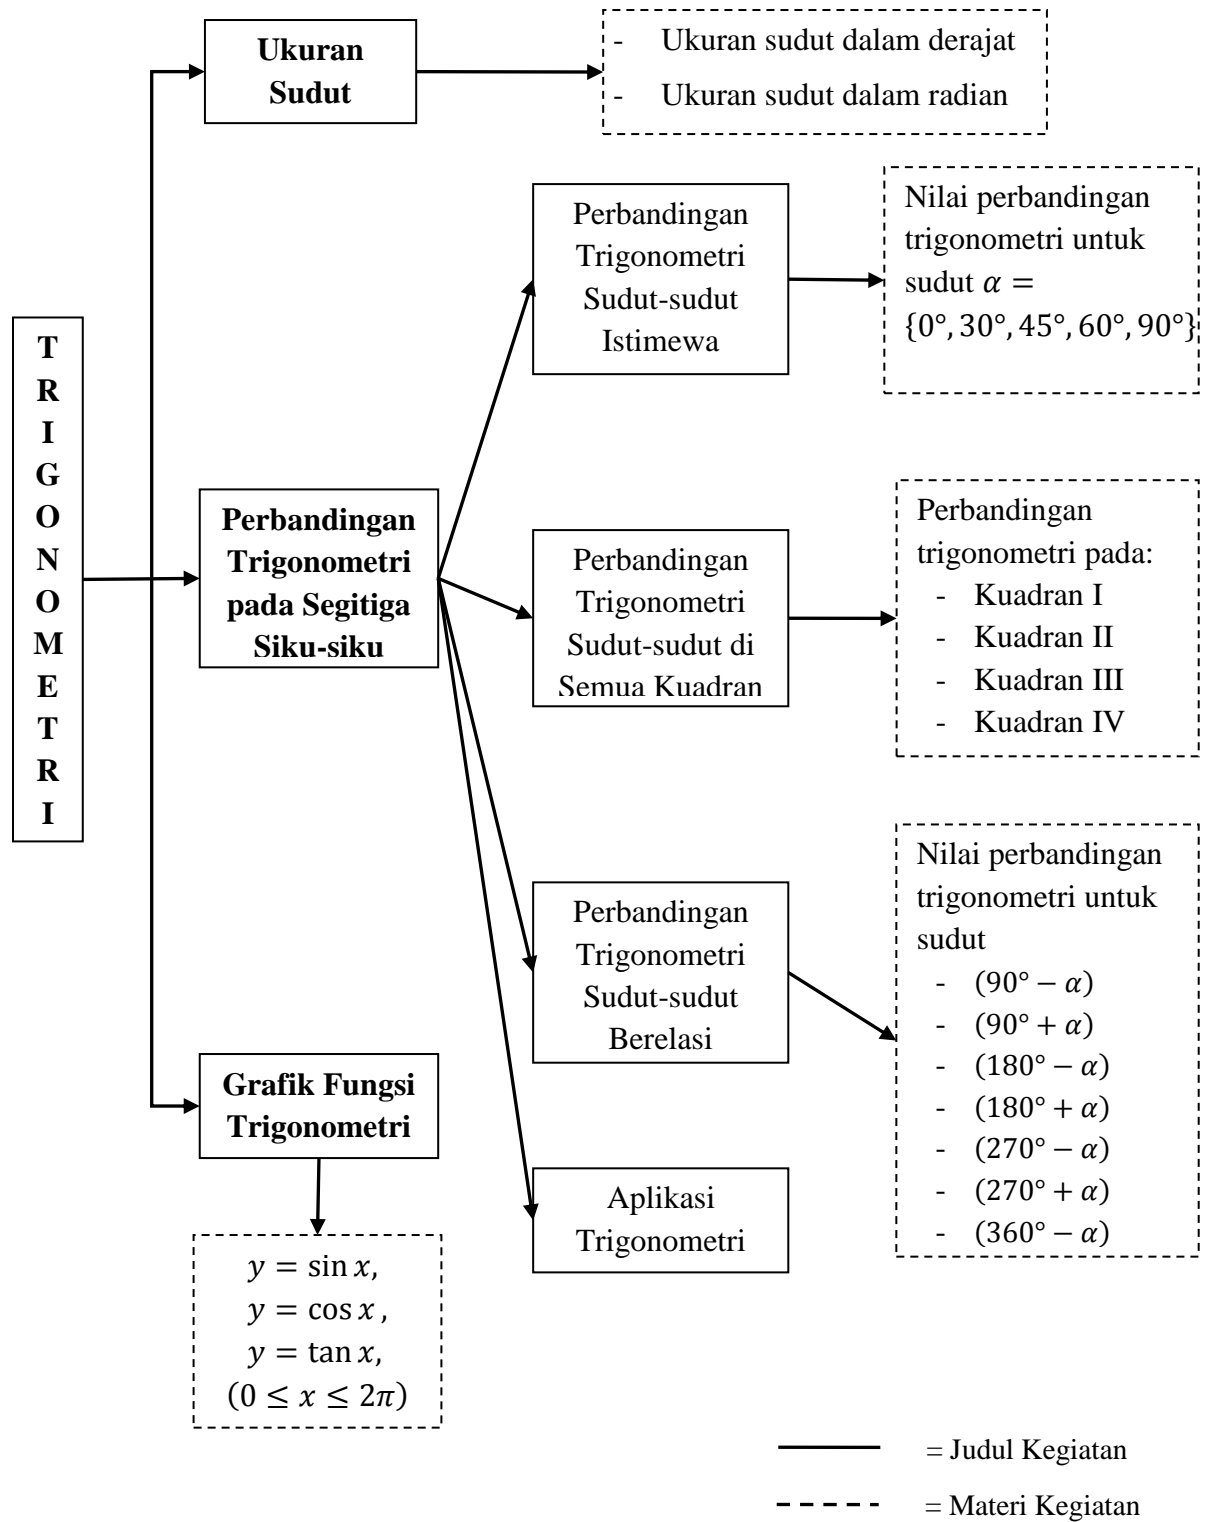 Ukuran
Sudut
- Ukuran sudut dalam derajat
- Ukuran sudut dalam radian
T
R
I
G
O
N
O
M
E
T
R
I
Perbandingan
Trigonometri
pada Segitiga
Siku-siku
Perbandingan
Trigonometri
Sudut-sudut
Istimewa
Nilai perbandingan
trigonometri untuk
sudut 𝛼 =
{0°, 30°, 45°, 60°, 90°}
Perbandingan
Trigonometri
Sudut-sudut di
Semua Kuadran
Perbandingan
trigonometri pada:
- Kuadran I
- Kuadran II
- Kuadran III
- Kuadran IV
Perbandingan
Trigonometri
Sudut-sudut
Berelasi
Nilai perbandingan
trigonometri untuk
sudut
- (90° − 𝛼)
- (90° + 𝛼)
- (180° − 𝛼)
- (180° + 𝛼)
- (270° − 𝛼)
- (270° + 𝛼)
- (360° − 𝛼)
Aplikasi
Trigonometri
Grafik Fungsi
Trigonometri
𝑦 = sin 𝑥,
𝑦 = cos 𝑥 ,
𝑦 = tan 𝑥,
(0 ≤ 𝑥 ≤ 2𝜋)
= Judul Kegiatan
= Materi Kegiatan